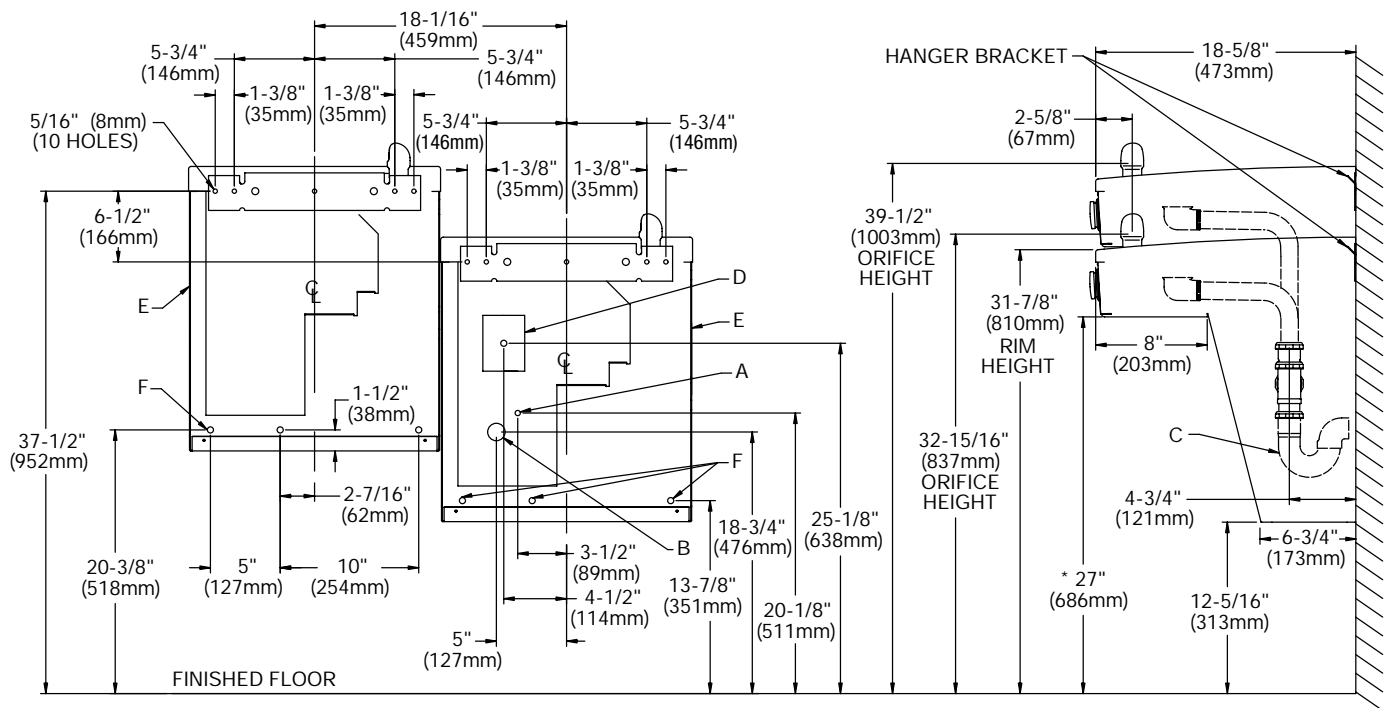 18-1/16"
(459mm)
5-3/4"
(146mm)
5-3/4"
(146mm)
1-3/8"
(35mm)
1-3/8"
(35mm)
5/16" (8mm)
(10 HOLES)
5-3/4"
(146mm)
5-3/4"
(146mm)
1-3/8"
(35mm)
1-3/8"
(35mm)
6-1/2"
(166mm)
E
CL
D
E
CL
A
F
1-1/2"
(38mm)
37-1/2"
(952mm)
F
2-7/16"
(62mm)
B
18-3/4"
(476mm)
25-1/8"
(638mm)
20-3/8"
(518mm)
5"
(127mm)
10"
(254mm)
3-1/2"
(89mm)
13-7/8"
(351mm)
4-1/2"
(114mm)
20-1/8"
(511mm)
5"
(127mm)
FINISHED FLOOR
HANGER BRACKET
18-5/8"
(473mm)
2-5/8"
(67mm)
39-1/2"
(1003mm)
ORIFICE
HEIGHT
31-7/8"
(810mm)
RIM
HEIGHT
8"
(203mm)
32-15/16"
(837mm)
ORIFICE
HEIGHT
C
4-3/4"
(121mm)
6-3/4"
(173mm)
* 27"
(686mm)
12-5/16"
(313mm)